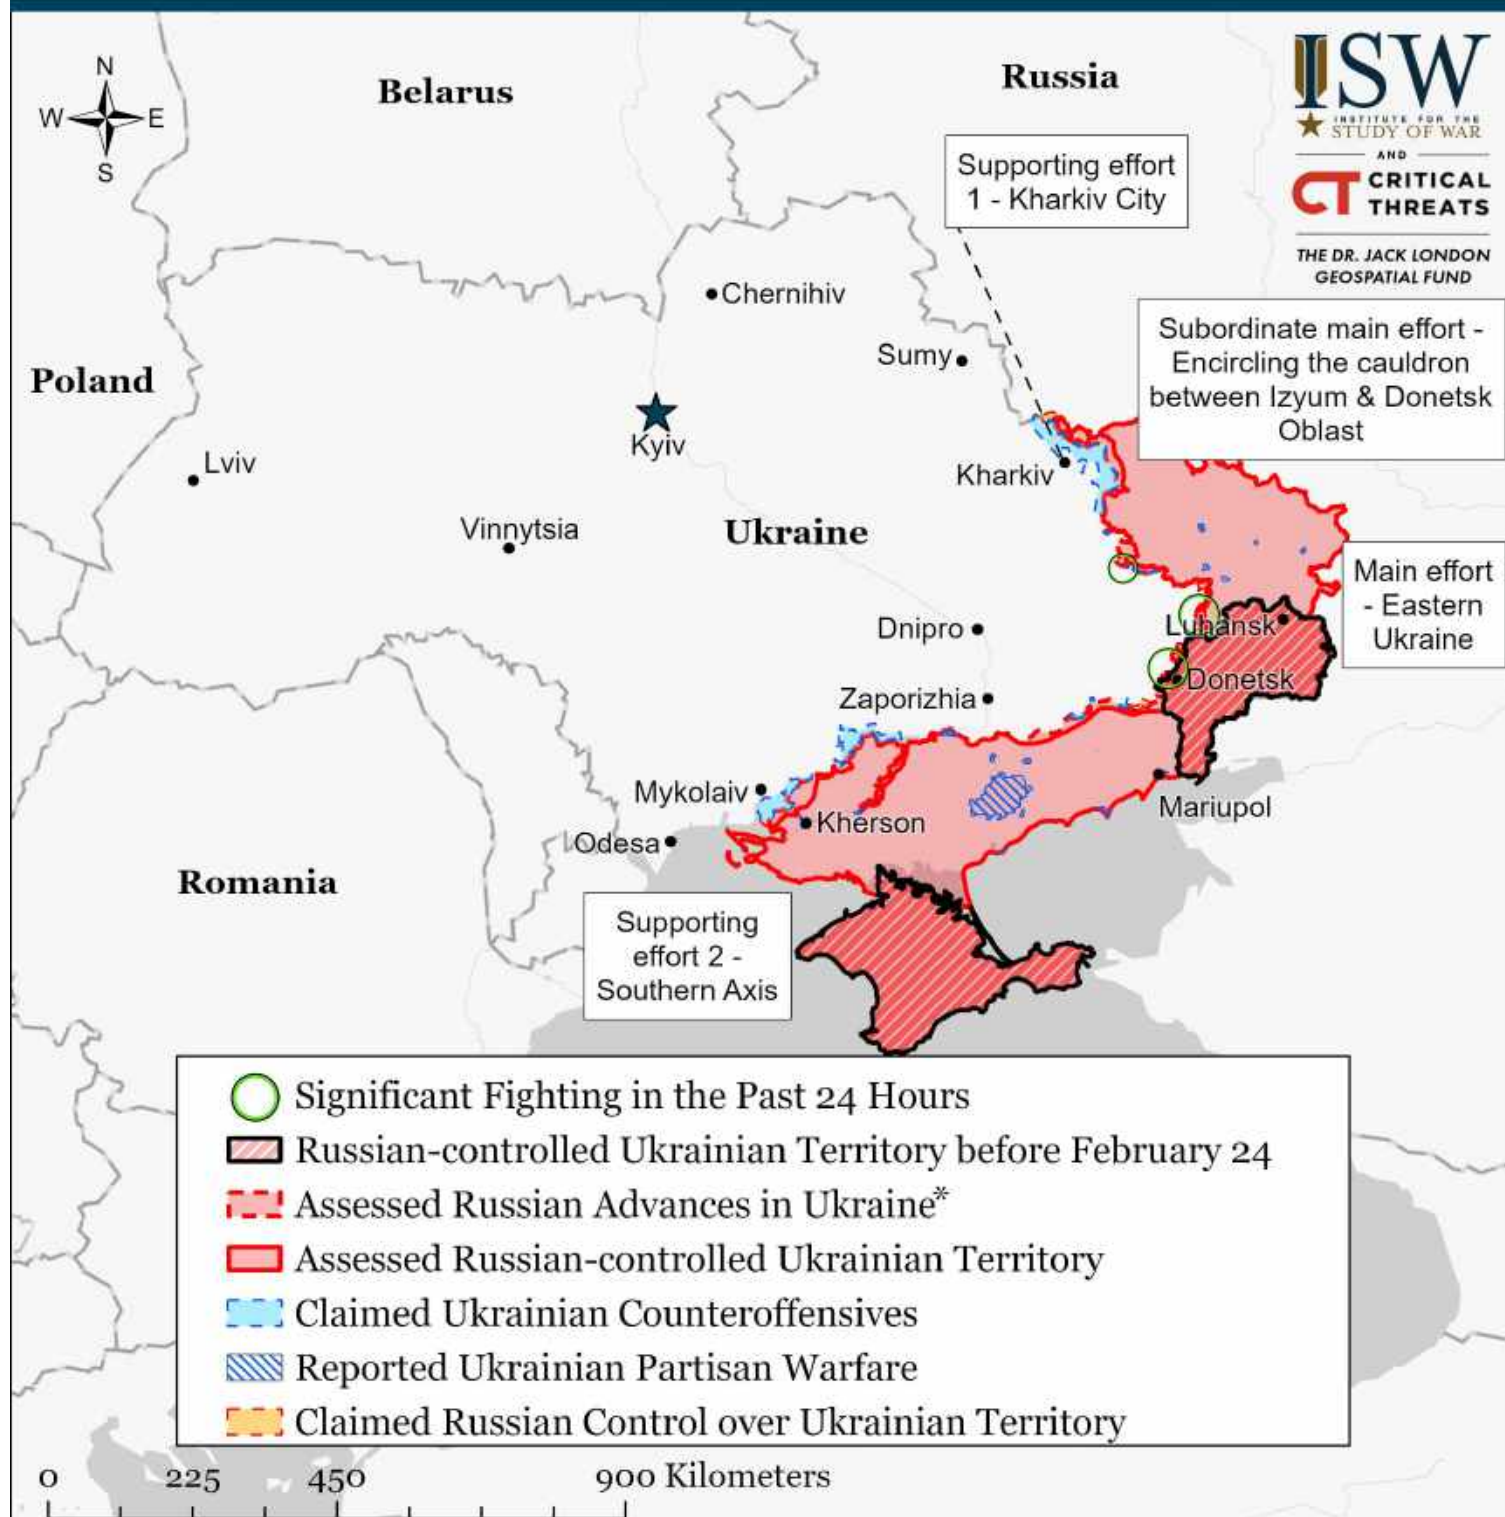 N
W E
S
Belarus
Russia
ISW
INSTITUTE FOR THE
STUDY OF WAR
AND
CT CRITICAL
THREATS
THE DR. JACK LONDON
GEOSPATIAL FUND
Supporting effort
1 - Kharkiv City
Chernihiv
Subordinate main effort -
Encircling the cauldron
between Izyum & Donetsk
Oblast
Sumy
Poland
Kyiv
Lviv
Kharkiv
Vinnytsia
Ukraine
Main effort
- Eastern
Ukraine
Dnipro
Luhansk
Donetsk
Zaporizhia
Mykolaiv
Mariupol
Kherson
Odesa
Romania
Supporting
effort 2 -
Southern Axis
Significant Fighting in the Past 24 Hours
Russian-controlled Ukrainian Territory before February 24
Assessed Russian Advances in Ukraine*
Assessed Russian-controlled Ukrainian Territory
Claimed Ukrainian Counteroffensives
Reported Ukrainian Partisan Warfare
Claimed Russian Control over Ukrainian Territory
0 225 450 900 Kilometers